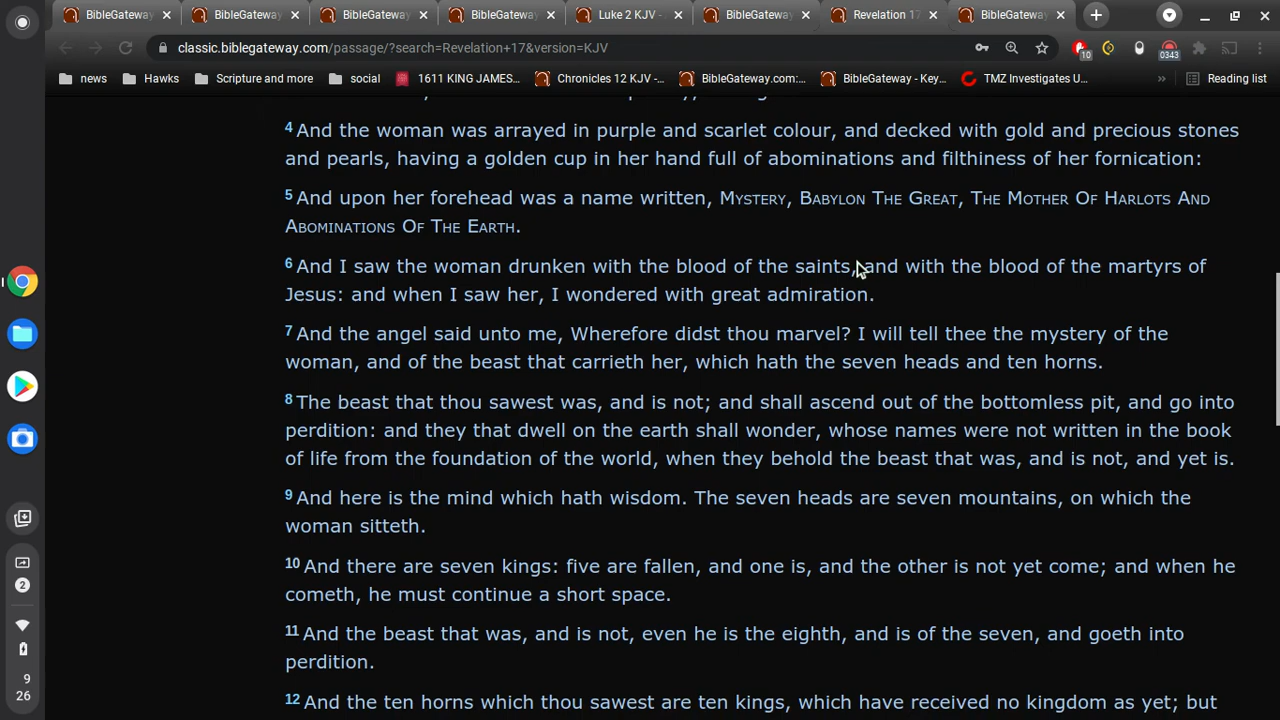 BibleGateway
BibleGateway
BibleGateway
BibleGateway
Luke 2 KJV -
BibleGateway
Revelation 17
BibleGateway
classic.biblegateway.com/passage/?search=Revelation+17&version=KJV
10
0343
news
Hawks
Scripture and more
social
1611 KING JAMES...
Chronicles 12 KJV -...
BibleGateway.com:...
BibleGateway - Key...
TMZ Investigates U...
»
Reading list
4 And the woman was arrayed in purple and scarlet colour, and decked with gold and precious stones
and pearls, having a golden cup in her hand full of abominations and filthiness of her fornication:
5 And upon her forehead was a name written, Mystery, Babylon The Great, The Mother Of Harlots And
Abominations Of The Earth.
6 And I saw the woman drunken with the blood of the saints, and with the blood of the martyrs of
Jesus: and when I saw her, I wondered with great admiration.
7 And the angel said unto me, Wherefore didst thou marvel? I will tell thee the mystery of the
woman, and of the beast that carrieth her, which hath the seven heads and ten horns.
8 The beast that thou sawest was, and is not; and shall ascend out of the bottomless pit, and go into
perdition: and they that dwell on the earth shall wonder, whose names were not written in the book
of life from the foundation of the world, when they behold the beast that was, and is not, and yet is.
9 And here is the mind which hath wisdom. The seven heads are seven mountains, on which the
woman sitteth.
10 And there are seven kings: five are fallen, and one is, and the other is not yet come; and when he
cometh, he must continue a short space.
11 And the beast that was, and is not, even he is the eighth, and is of the seven, and goeth into
perdition.
12 And the ten horns which thou sawest are ten kings, which have received no kingdom as yet; but
2
9
26